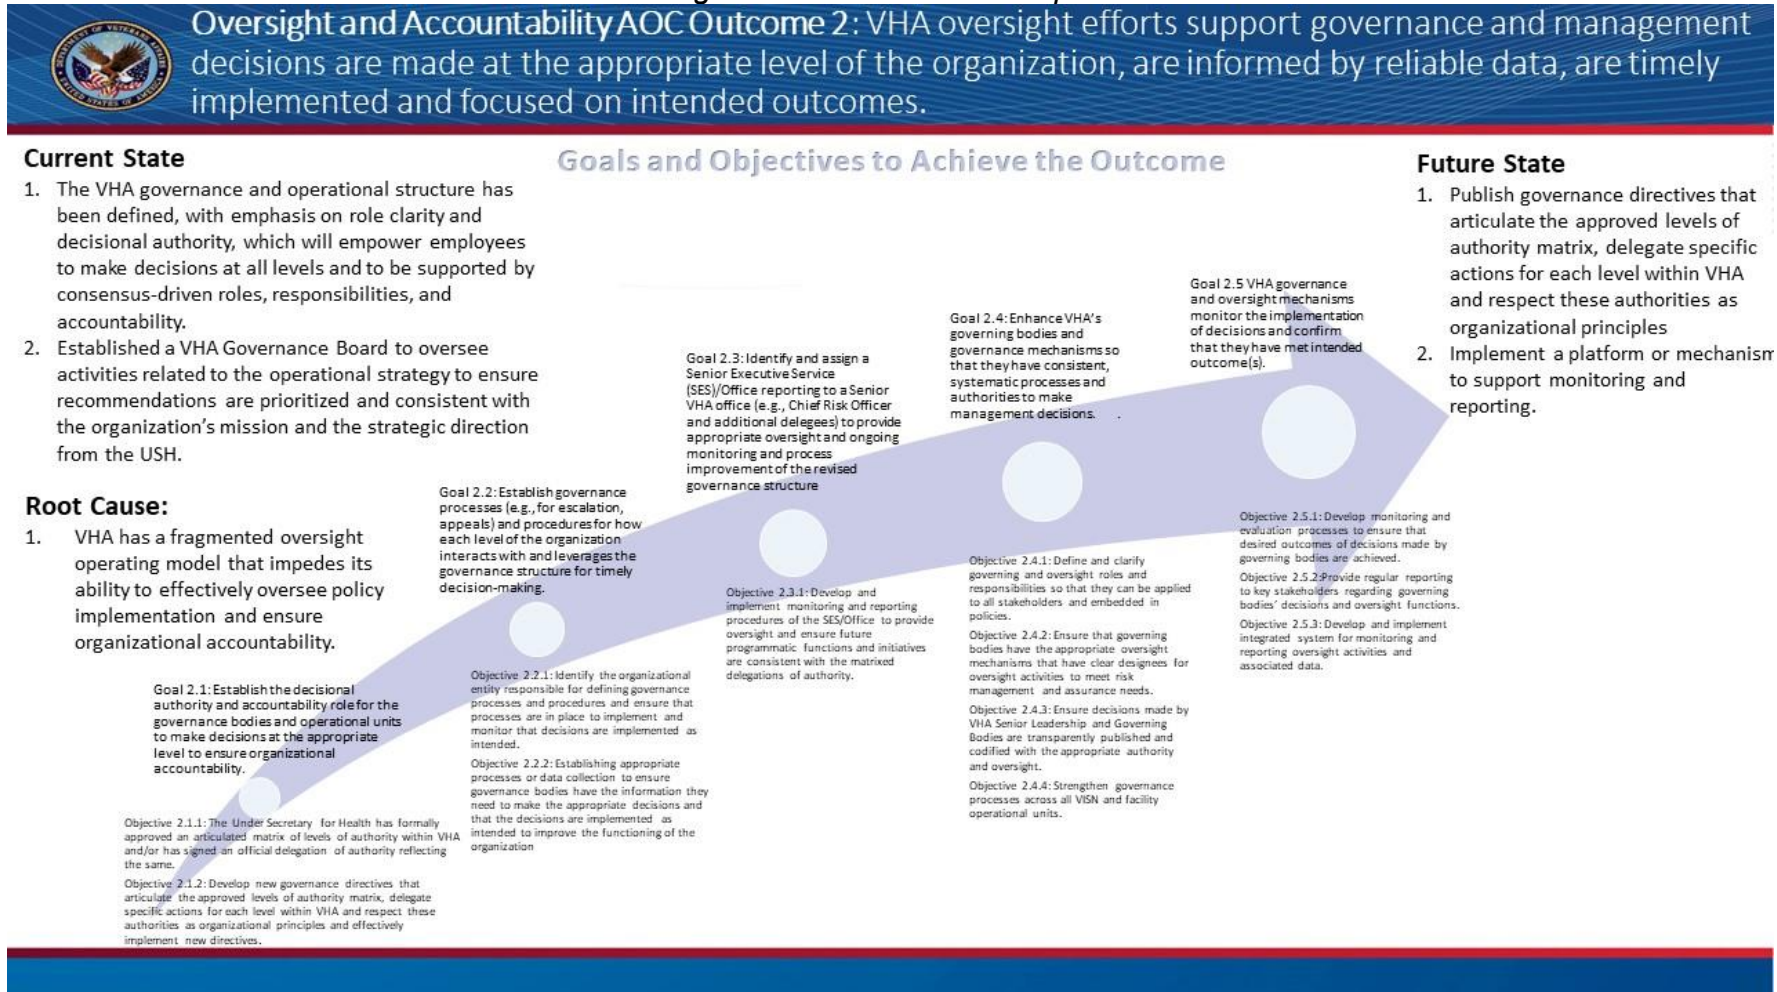 Oversight and Accountability AOC Outcome 2: VHA oversight efforts support governance and management
decisions are made at the appropriate level of the organization, are informed by reliable data, are timely
implemented and focused on intended outcomes.
Current State
1. The VHA governance and operational structure has
been defined, with emphasis on role clarity and
decisional authority, which will empower employees
to make decisions at all levels and to be supported by
consensus-driven roles, responsibilities, and
accountability.
2. Established a VHA Governance Board to oversee
activities related to the operational strategy to ensure
recommendations are prioritized and consistent with
the organization's mission and the strategic direction
from the USH.
Root Cause:
1. VHA has a fragmented oversight
operating model that impedes its
ability to effectively oversee policy
implementation and ensure
organizational accountability.
Goals and Objectives to Achieve the Outcome
Goal 2.1: Establish the decisional
authority and accountability role for the
governance bodies and operational units
to make decisions at the appropriate
level to ensure organizational
accountability.
Objective 2.1.1: The Under Secretary for Health has formally
approved an articulated matrix of levels of authority within VHA
and/or has signed an official delegation of authority reflecting
the same.
Objective 2.1.2: Develop new governance directives that
articulate the approved levels of authority matrix, delegate
specific actions for each level within VHA and respect these
authorities as organizational principles and effectively
implement new directives.
Goal 2.2: Establish governance
processes (e.g., for escalation,
appeals) and procedures for how
each level of the organization
interacts with and leverages the
governance structure for timely
decision-making.
Objective 2.2.1: Identify the organizational
entity responsible for defining governance
processes and procedures and ensure that
processes are in place to implement and
monitor that decisions are implemented as
intended.
Objective 2.2.2: Establishing appropriate
processes or data collection to ensure
governance bodies have the information they
need to make the appropriate decisions and
that the decisions are implemented as
intended to improve the functioning of the
organization
Goal 2.3: Identify and assign a
Senior Executive Service
(SES)/Office reporting to a Senior
VHA office (e.g., Chief Risk Officer
and additional delegees) to provide
appropriate oversight and ongoing
monitoring and process
improvement of the revised
governance structure
Objective 2.3.1: Develop and
implement monitoring and reporting
procedures of the SES/Office to provide
oversight and ensure future
programmatic functions and initiatives
are consistent with the matrixed
delegations of authority.
Goal 2.4: Enhance VHA's
governing bodies and
governance mechanisms so
that they have consistent,
systematic processes and
authorities to make
management decisions. .
Objective 2.4.1: Define and clarify
governing and oversight roles and
responsibilities so that they can be applied
to all stakeholders and embedded in
policies.
Objective 2.4.2: Ensure that governing
bodies have the appropriate oversight
mechanisms that have clear designees for
oversight activities to meet risk
management and assurance needs.
Objective 2.4.3: Ensure decisions made by
VHA Senior Leadership and Governing
Bodies are transparently published and
codified with the appropriate authority
and oversight.
Objective 2.4.4: Strengthen governance
processes across all VISN and facility
operational units.
Goal 2.5 VHA governance
and oversight mechanisms
monitor the implementation
of decisions and confirm
that they have met intended
outcome(s).
Objective 2.5.1: Develop monitoring and
evaluation processes to ensure that
desired outcomes of decisions made by
governing bodies are achieved.
Objective 2.5.2:Provide regular reporting
to key stakeholders regarding governing
bodies' decisions and oversight functions.
Objective 2.5.3: Develop and implement
integrated system for monitoring and
reporting oversight activities and
associated data.
Future State
1. Publish governance directives that
articulate the approved levels of
authority matrix, delegate specific
actions for each level within VHA
and respect these authorities as
organizational principles
2. Implement a platform or mechanism
to support monitoring and
reporting.